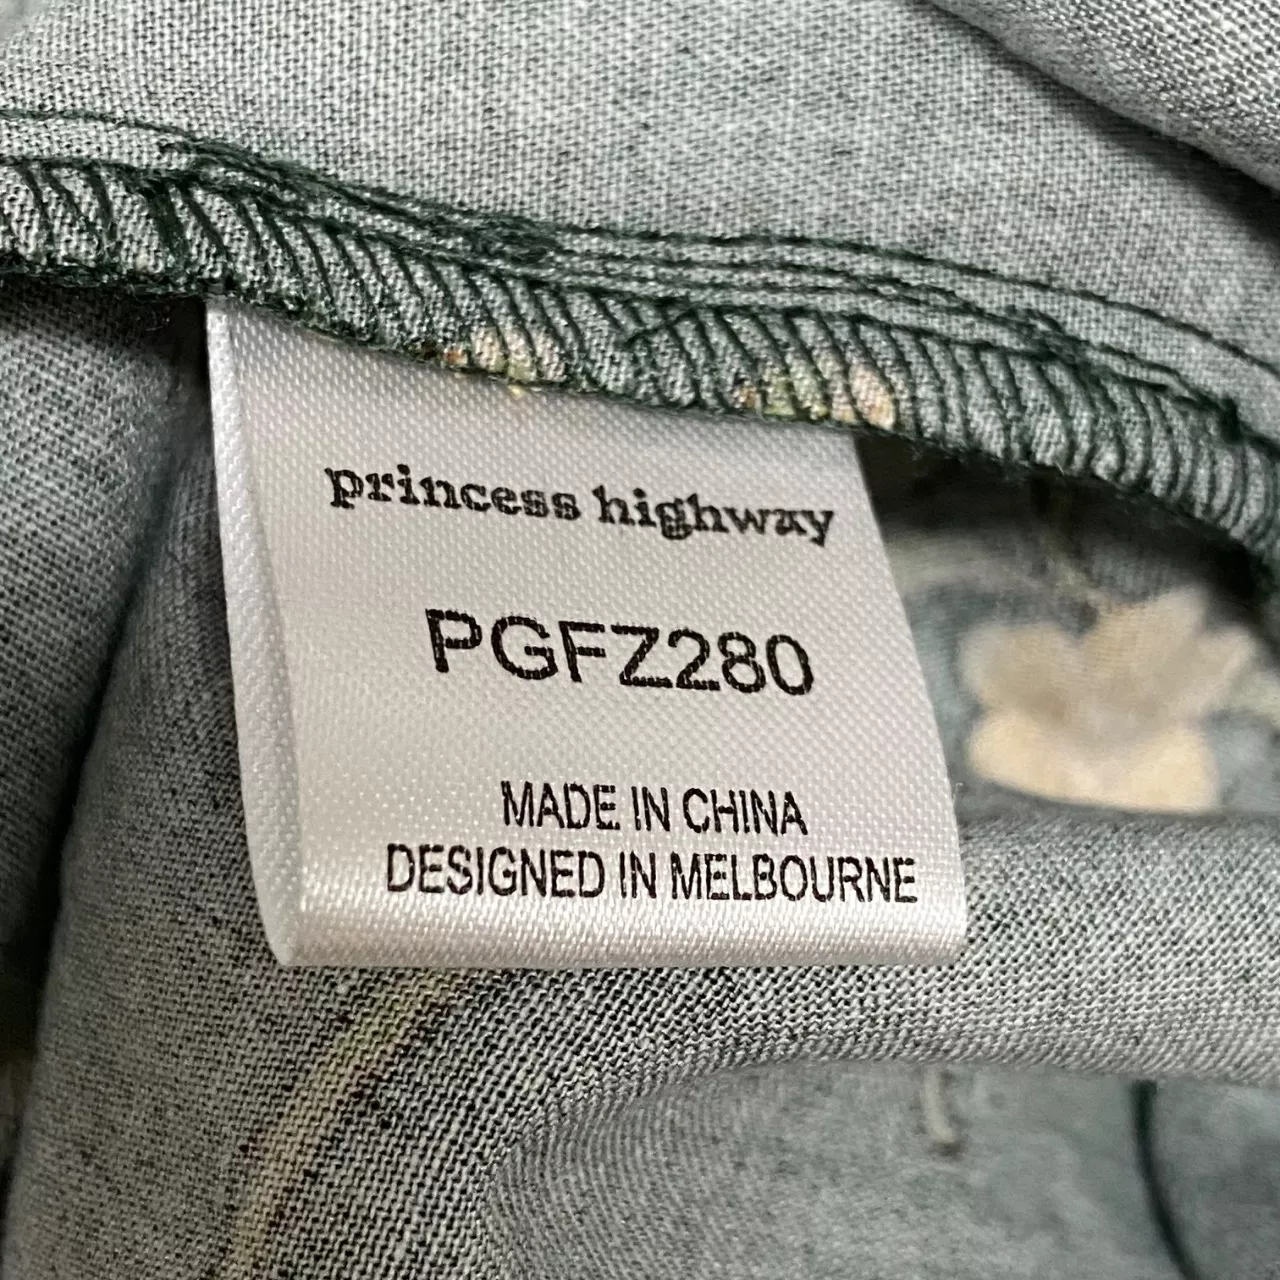 princess highway
PGFZ280
MADE IN CHINA
DESIGNED IN MELBOURNE